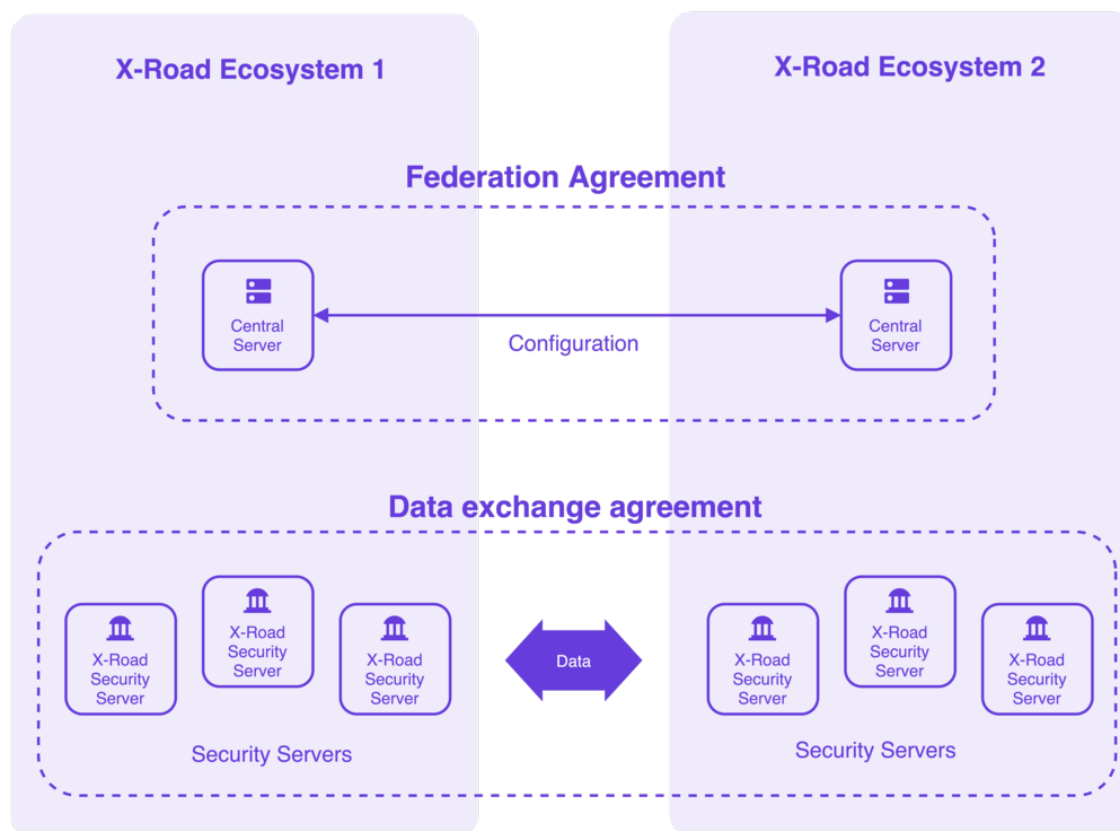 X-Road Ecosystem 1
X-Road Ecosystem 2
Federation Agreement
Central
Server
Configuration
Central
Server
Data exchange agreement
X-Road
Security
Server
X-Road
Security
Server
X-Road
Security
Server
Security Servers
Data
X-Road
Security
Server
X-Road
Security
Server
X-Road
Security
Server
Security Servers